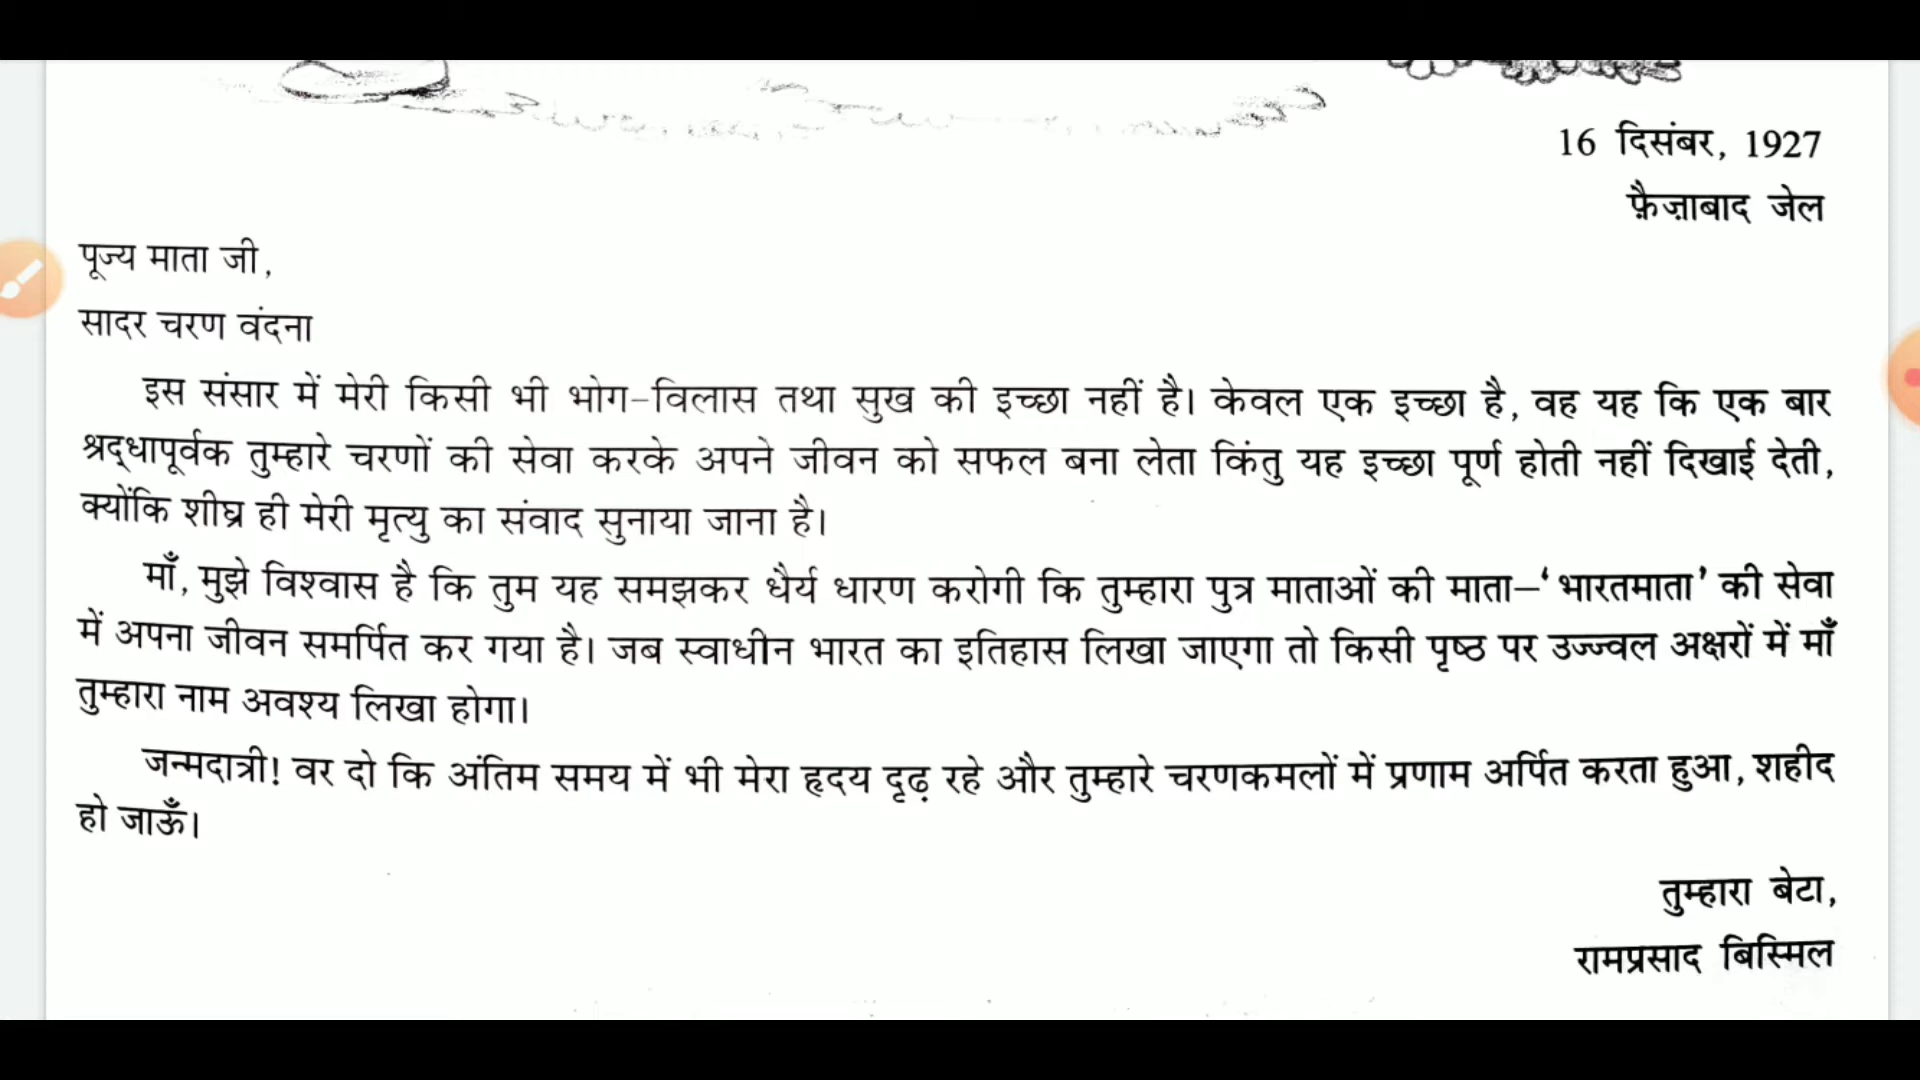 16 दिसंबर, 1927
फ़ैज़ाबाद जेल
पूज्य माता जी,
सादर चरण वंदना
इस संसार में मेरी किसी भी भोग-विलास तथा सुख की इच्छा नहीं है। केवल एक इच्छा है, वह यह कि एक बार
श्रद्धापूर्वक तुम्हारे चरणों की सेवा करके अपने जीवन को सफल बना लेता किंतु यह इच्छा पूर्ण होती नहीं दिखाई देती,
क्योंकि शीघ्र ही मेरी मृत्यु का संवाद सुनाया जाना है।
माँ, मुझे विश्वास है कि तुम यह समझकर धैर्य धारण करोगी कि तुम्हारा पुत्र माताओं की माता–‘भारतमाता’ की सेवा
में अपना जीवन समर्पित कर गया है। जब स्वाधीन भारत का इतिहास लिखा जाएगा तो किसी पृष्ठ पर उज्ज्वल अक्षरों में माँ
तुम्हारा नाम अवश्य लिखा होगा।
जन्मदात्री! वर दो कि अंतिम समय में भी मेरा हृदय दृढ़ रहे और तुम्हारे चरणकमलों में प्रणाम अर्पित करता हुआ, शहीद
हो जाऊँ।
तुम्हारा बेटा,
रामप्रसाद बिस्मिल